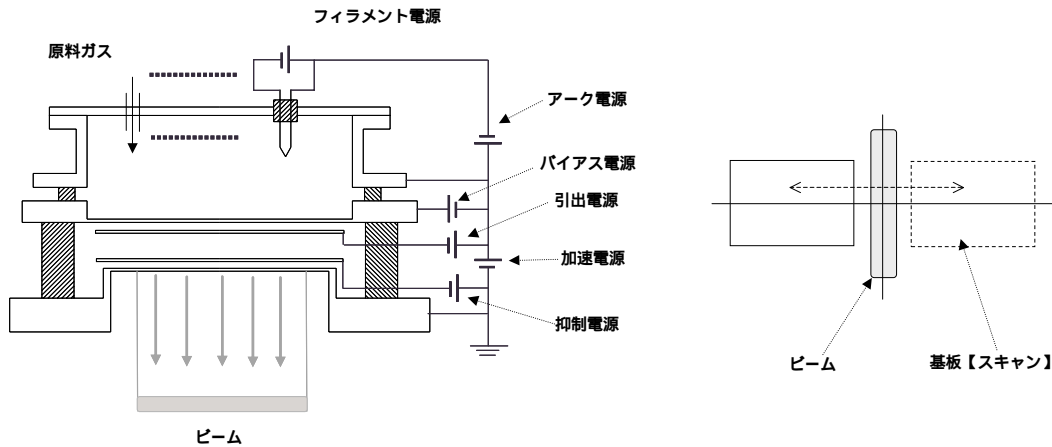 フィラメント電源
原料ガス
アーク電源
バイアス電源
引出電源
加速電源
抑制電源
ビーム
ビーム
基板【スキャン】